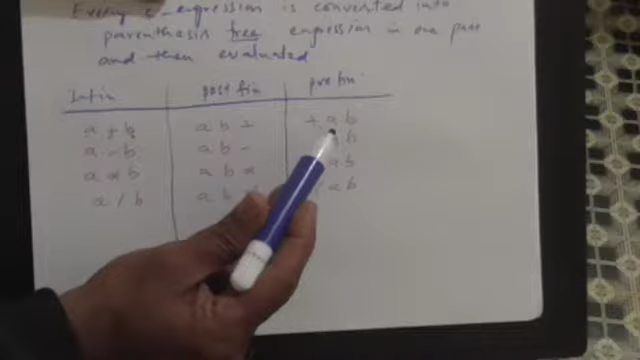 Every c-expression is converted into
parenthesis free expression in one pass
and then evaluated
Infix postfix prefix
a + b a b + + a b
a - b a b - a b
a * b a b * a b
a / b a b a b